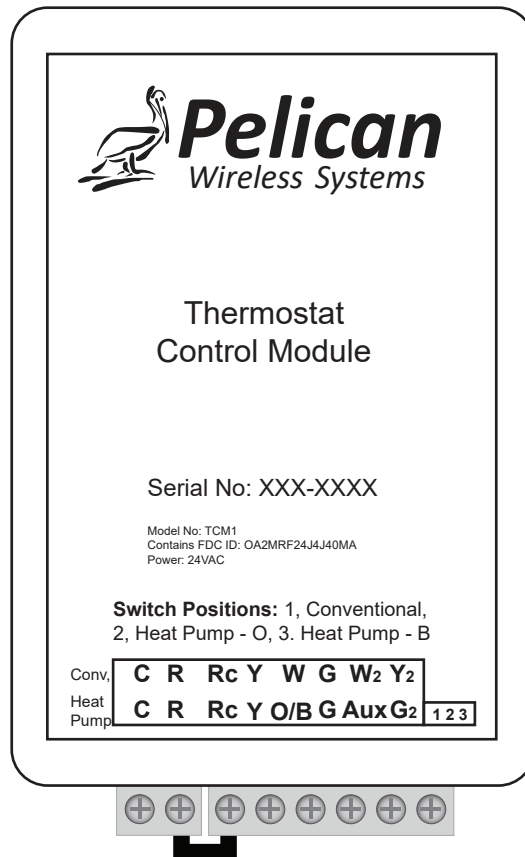 Pelican
Wireless Systems
Thermostat
Control Module
Serial No: XXX-XXXX
Model No: TCM1
Contains FDC ID: OA2MRF24J4J40MA
Power: 24VAC
Switch Positions: 1, Conventional,
2, Heat Pump - O, 3. Heat Pump - B
Conv, C R Rc Y W G W2 Y2
Heat Pump C R Rc Y O/B G Aux G2 1 2 3